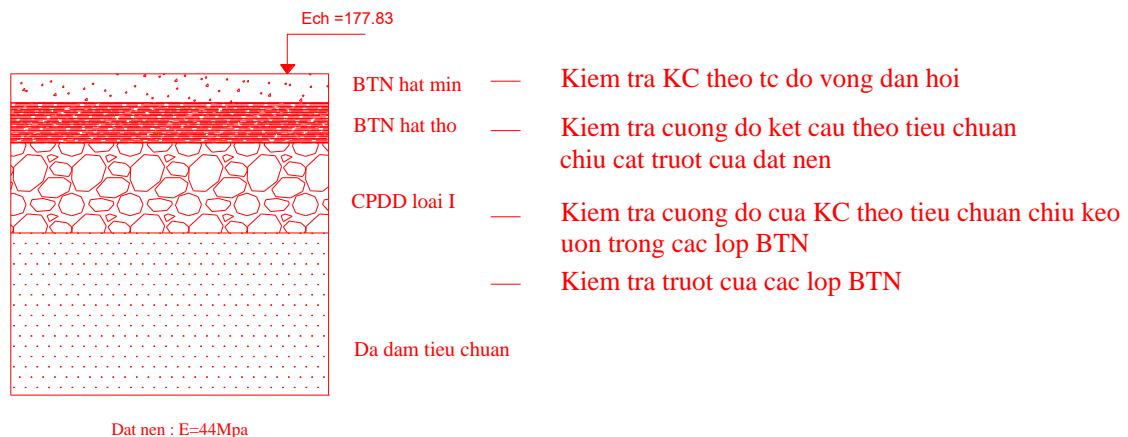 Ech =177.83
BTN hat min
Kiem tra KC theo tc do vong dan hoi
BTN hat tho
Kiem tra cuong do ket cau theo tieu chuan
chiu cat truot cua dat nen
CPDD loai I
Kiem tra cuong do cua KC theo tieu chuan chiu keo
uon trong cac lop BTN
Kiem tra truot cua cac lop BTN
Da dam tieu chuan
Dat nen : E=44Mpa